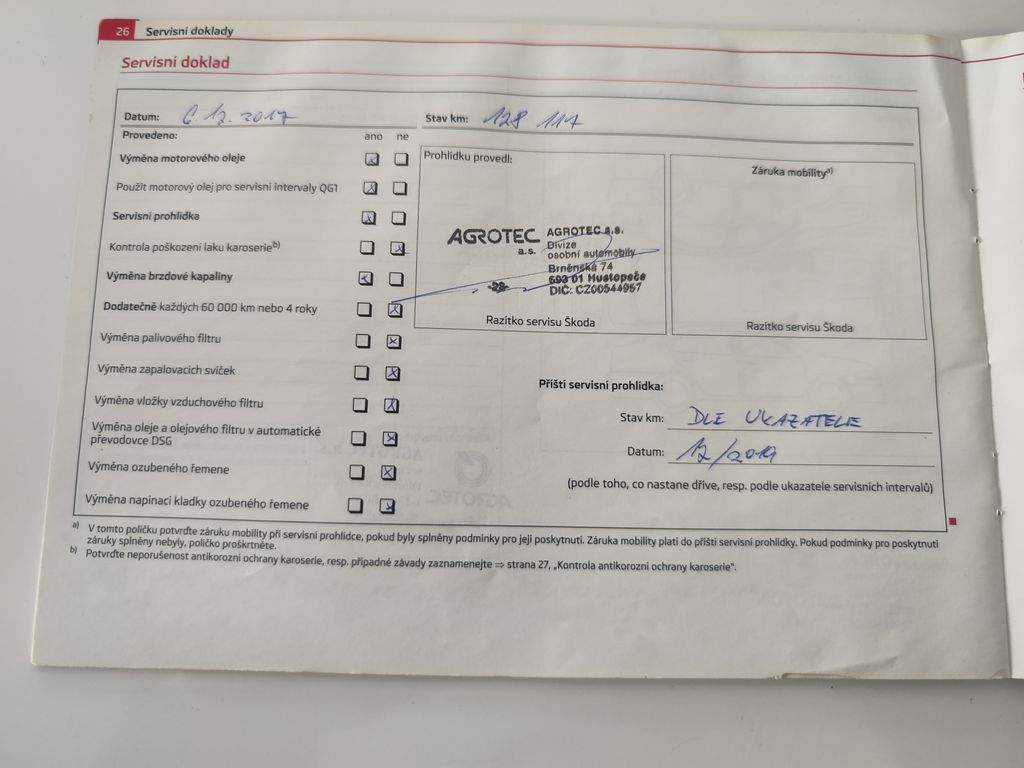 26 Servisní doklady
Servisní doklad
Datum: 6. 12. 2017 Stav km: 128 117
Provedeno: ano ne
Výměna motorového oleje
Použit motorový olej pro servisní intervaly QG1
Servisní prohlídka
Kontrola poškození laku karoserie b)
Výměna brzdové kapaliny
Dodatečně každých 60 000 km nebo 4 roky
Výměna palivového filtru
Výměna zapalovacích svíček
Výměna vložky vzduchového filtru
Výměna oleje a olejového filtru v automatické
převodovce DSG
Výměna ozubeného řemene
Výměna napínací kladky ozubeného řemene
Prohlídku provedl:
AGROTEC
a.s.
AGROTEC a.s.
Divize
osobní automobily
Brněnská 74
693 01 Hustopeče
DIČ: CZ00544957
-28-
Razítko servisu Škoda
Záruka mobility a)
Razítko servisu Škoda
Příští servisní prohlídka:
Stav km: DLE UKAZATELE
Datum: 12/2019
(podle toho, co nastane dříve, resp. podle ukazatele servisních intervalů)
a) V tomto políčku potvrďte záruku mobility při servisní prohlídce, pokud byly splněny podmínky pro její poskytnutí. Záruka mobility platí do příští servisní prohlídky. Pokud podmínky pro poskytnutí
záruky splněny nebyly, políčko proškrtněte.
b) Potvrďte neporušenost antikorozní ochrany karoserie, resp. případné závady zaznamenejte ⇒ strana 27, „Kontrola antikorozní ochrany karoserie".